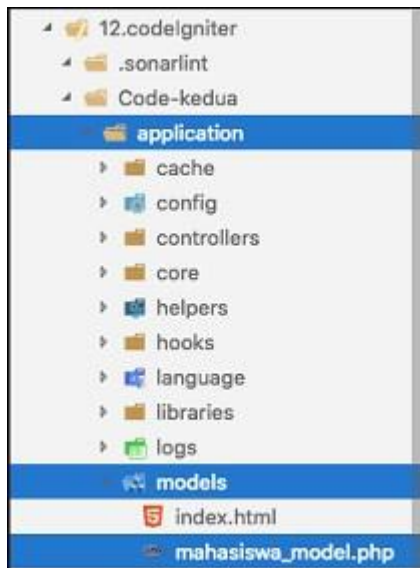 12.codeIgniter
.sonarlint
Code-kedua
application
cache
config
controllers
core
helpers
hooks
language
libraries
logs
models
index.html
mahasiswa_model.php